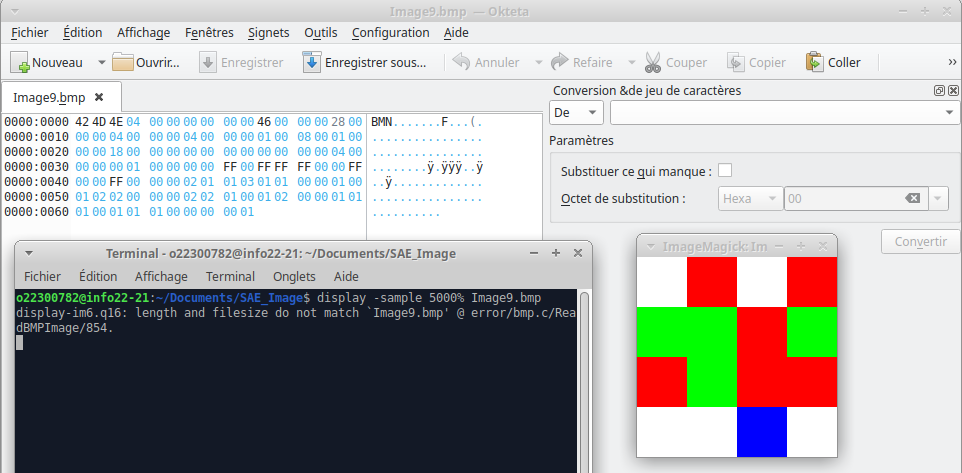 Image9.bmp — Okteta
Fichier Édition Affichage Fenêtres Signets Outils Configuration Aide
Nouveau Ouvrir... Enregistrer Enregistrer sous... Annuler Refaire Couper Copier Coller »
Image9.bmp
Conversion &de jeu de caractères
De
Paramètres
Substituer ce qui manque :
Octet de substitution : Hexa 00
Convertir
0000:0000 42 4D 4E 04 00 00 00 00 00 00 46 00 00 00 28 00 BMN.......F...(.
0000:0010 00 00 04 00 00 00 04 00 00 00 01 00 08 00 01 00 ................
0000:0020 00 00 18 00 00 00 00 00 00 00 00 00 00 00 04 00 ................
0000:0030 00 00 00 01 00 00 00 00 FF 00 FF FF FF 00 00 FF ........ÿ.ÿÿÿ..ÿ
0000:0040 00 00 FF 00 00 00 02 01 01 03 01 01 00 00 01 00 ..ÿ.............
0000:0050 01 02 02 00 00 00 02 02 01 00 01 02 00 00 01 01 ................
0000:0060 01 00 01 01 01 00 00 00 00 01 ..........
Terminal - o22300782@info22-21: ~/Documents/SAE_Image
Fichier Édition Affichage Terminal Onglets Aide
o22300782@info22-21:~/Documents/SAE_Image$ display -sample 5000% Image9.bmp
display-im6.q16: length and filesize do not match `Image9.bmp' @ error/bmp.c/Rea
dBMPImage/854.
ImageMagick: Im